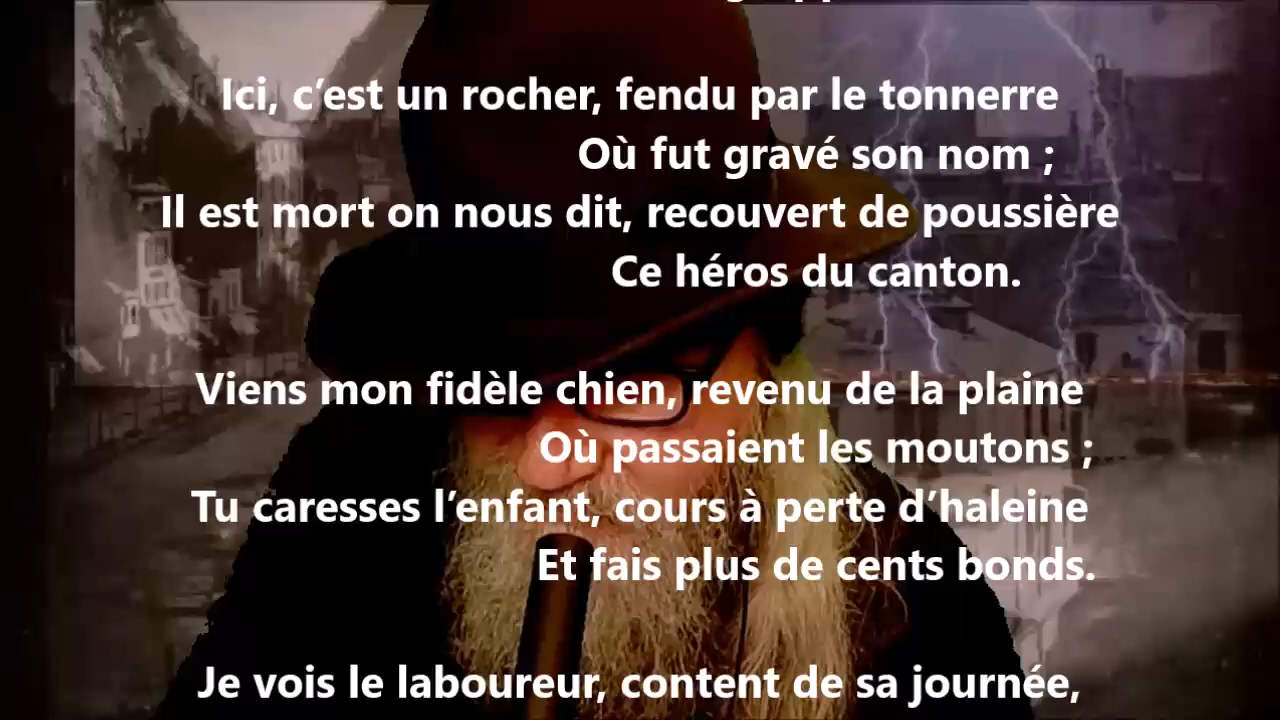 Ici, c’est un rocher, fendu par le tonnerre
Où fut gravé son nom ;
Il est mort on nous dit, recouvert de poussière
Ce héros du canton.
Viens mon fidèle chien, revenu de la plaine
Où passaient les moutons ;
Tu caresses l’enfant, cours à perte d’haleine
Et fais plus de cents bonds.
Je vois le laboureur, content de sa journée,